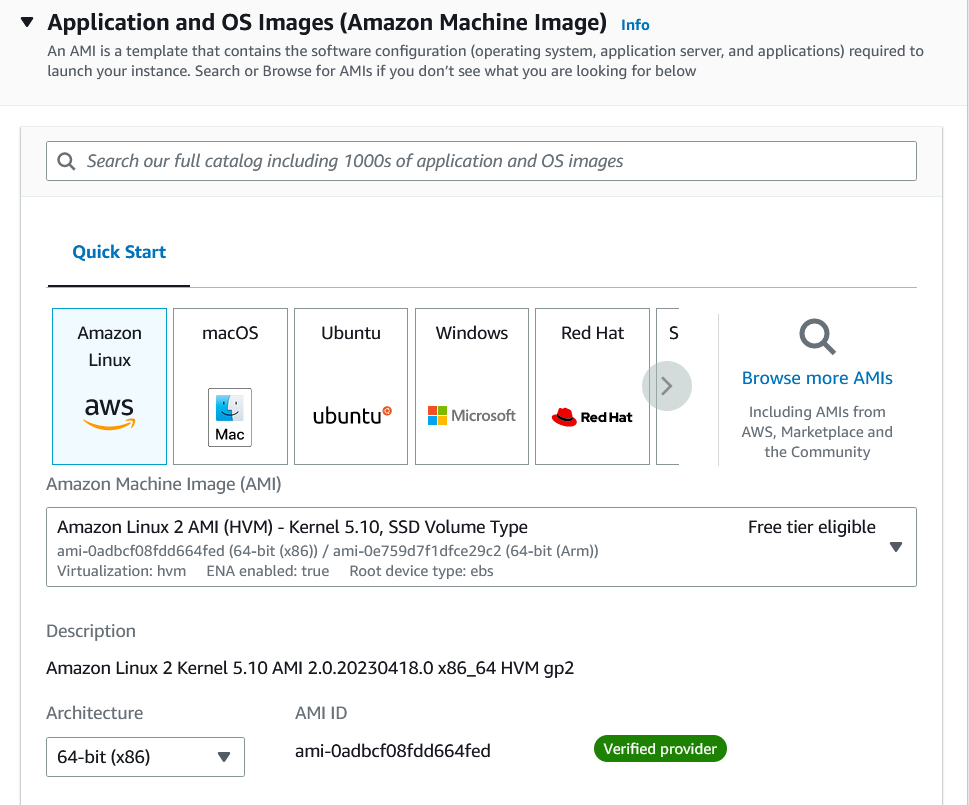 Application and OS Images (Amazon Machine Image) Info
An AMI is a template that contains the software configuration (operating system, application server, and applications) required to
launch your instance. Search or Browse for AMIs if you don’t see what you are looking for below
Search our full catalog including 1000s of application and OS images
Quick Start
Amazon
Linux
aws
macOS
Mac
Ubuntu
ubuntu
Windows
Microsoft
Red Hat
Red Hat
S
Browse more AMIs
Including AMIs from
AWS, Marketplace and
the Community
Amazon Machine Image (AMI)
Amazon Linux 2 AMI (HVM) - Kernel 5.10, SSD Volume Type
Free tier eligible
ami-0adbcf08fdd664fed (64-bit (x86)) / ami-0e759d7f1dfce29c2 (64-bit (Arm))
Virtualization: hvm ENA enabled: true Root device type: ebs
Description
Amazon Linux 2 Kernel 5.10 AMI 2.0.20230418.0 x86_64 HVM gp2
Architecture
AMI ID
64-bit (x86)
ami-0adbcf08fdd664fed
Verified provider